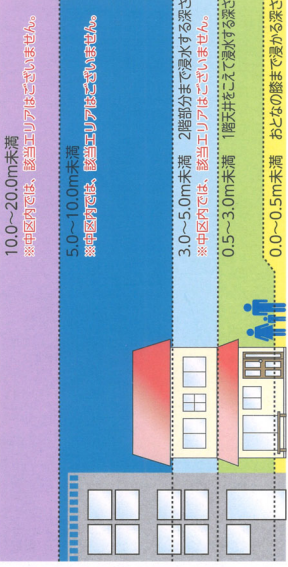 10.0～20.0m未満
※中区内では、該当エリアはございません。
5.0～10.0m未満
※中区内では、該当エリアはございません。
3.0～5.0m未満　2階部分まで浸水する深さ
※中区内では、該当エリアはございません。
0.5～3.0m未満　1階天井をこえて浸水する深さ
0.0～0.5m未満　おとなの膝まで浸かる深さ